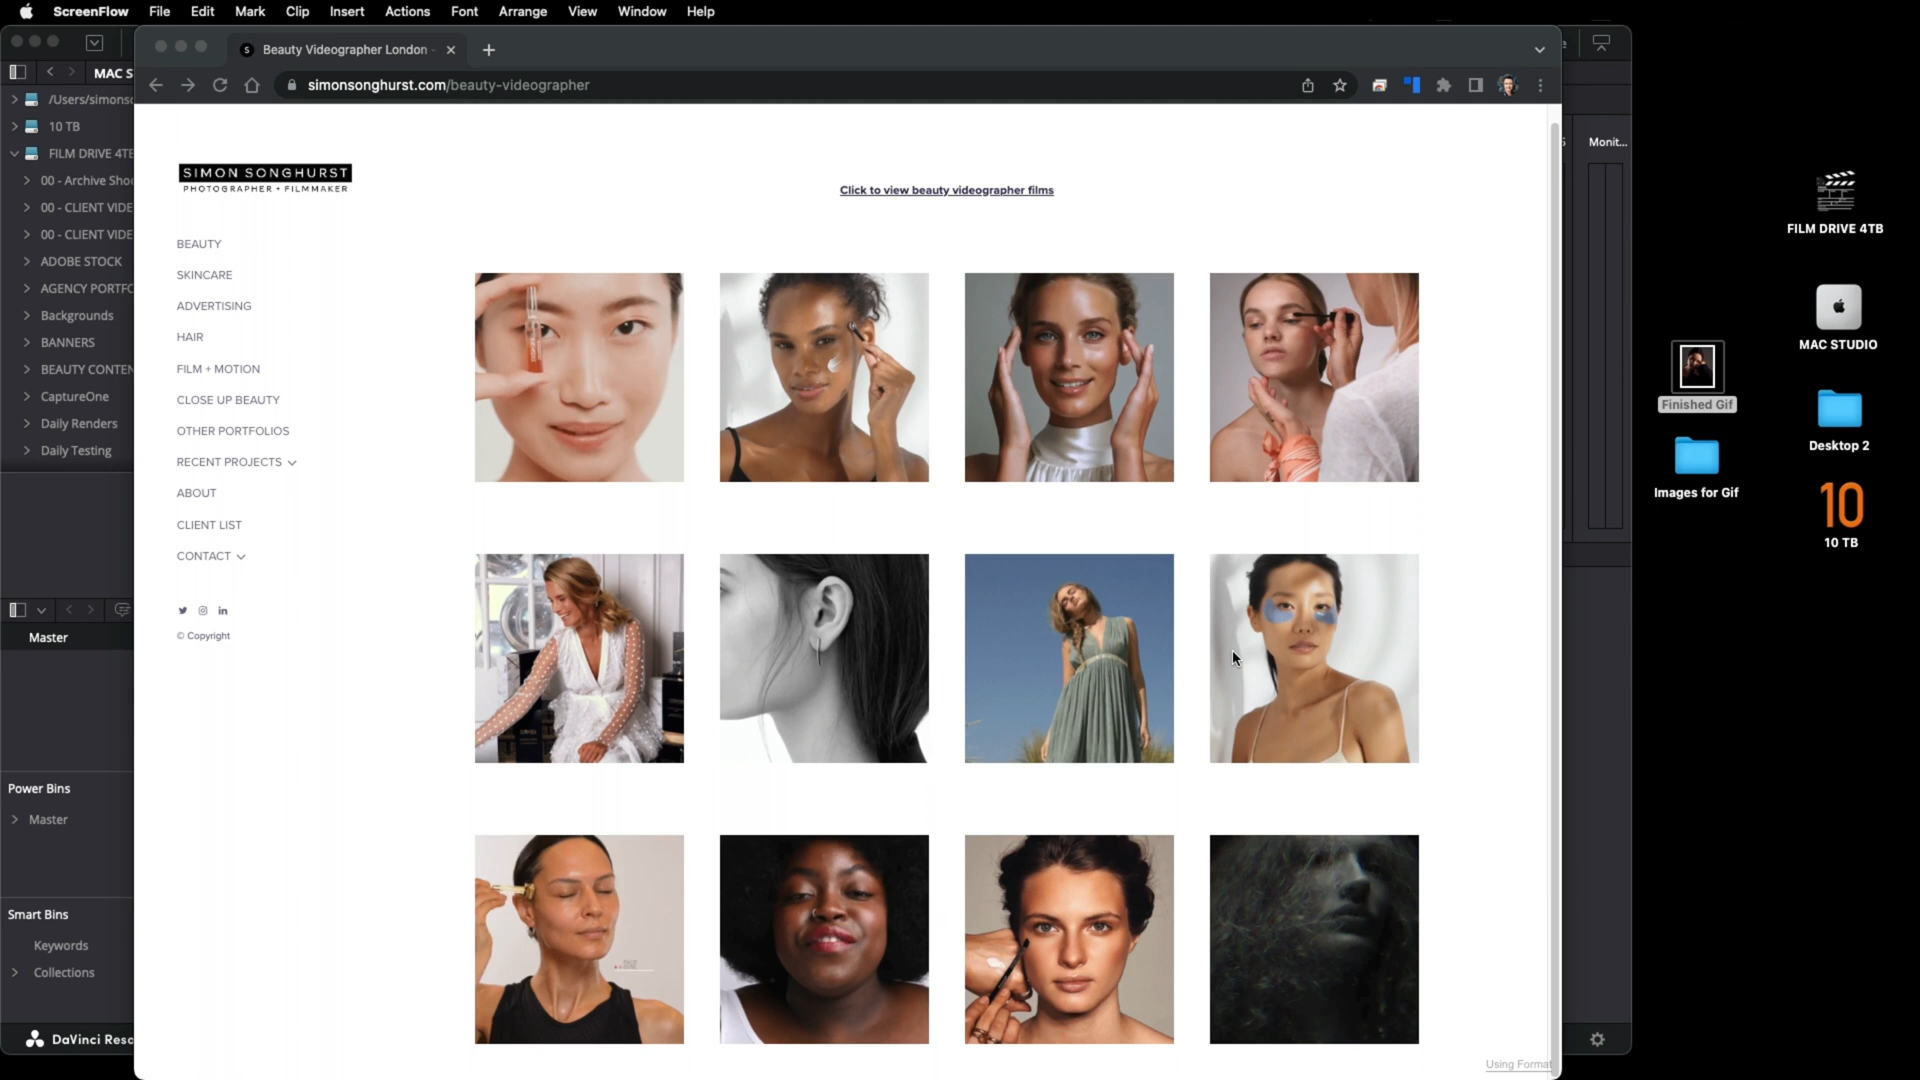 ScreenFlow File Edit Mark Clip Insert Actions Font Arrange View Window Help
Beauty Videographer London -
simonsonghurst.com/beauty-videographer
MAC S
/Users/simonsc
10 TB
FILM DRIVE 4TB
00 - Archive Shoo
00 - CLIENT VIDE
00 - CLIENT VIDE
ADOBE STOCK
AGENCY PORTFO
Backgrounds
BANNERS
BEAUTY CONTEN
CaptureOne
Daily Renders
Daily Testing
Master
Power Bins
Master
Smart Bins
Keywords
Collections
DaVinci Reso
SIMON SONGHURST
PHOTOGRAPHER + FILMMAKER
BEAUTY
SKINCARE
ADVERTISING
HAIR
FILM + MOTION
CLOSE UP BEAUTY
OTHER PORTFOLIOS
RECENT PROJECTS
ABOUT
CLIENT LIST
CONTACT
© Copyright
Click to view beauty videographer films
Using Format
Monit...
Finished Gif
Images for Gif
FILM DRIVE 4TB
MAC STUDIO
Desktop 2
10
10 TB